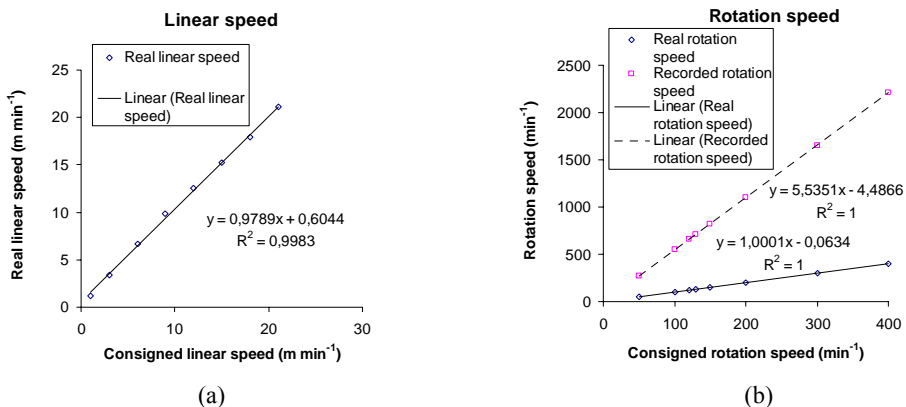 Linear speed
Real linear speed
Linear (Real linear
speed)
25
20
15
10
5
0
Real linear speed (m min⁻¹)
y = 0,9789x + 0,6044
R² = 0,9983
0
10
20
30
Consigned linear speed (m min⁻¹)
(a)
Rotation speed
Real rotation
speed
Recorded rotation
speed
Linear (Real
rotation speed)
Linear (Recorded
rotation speed)
2500
2000
1500
1000
500
0
Rotation speed (min⁻¹)
y = 5,5351x - 4,4866
R² = 1
y = 1,0001x - 0,0634
R² = 1
0
100
200
300
400
Consigned rotation speed (min⁻¹)
(b)